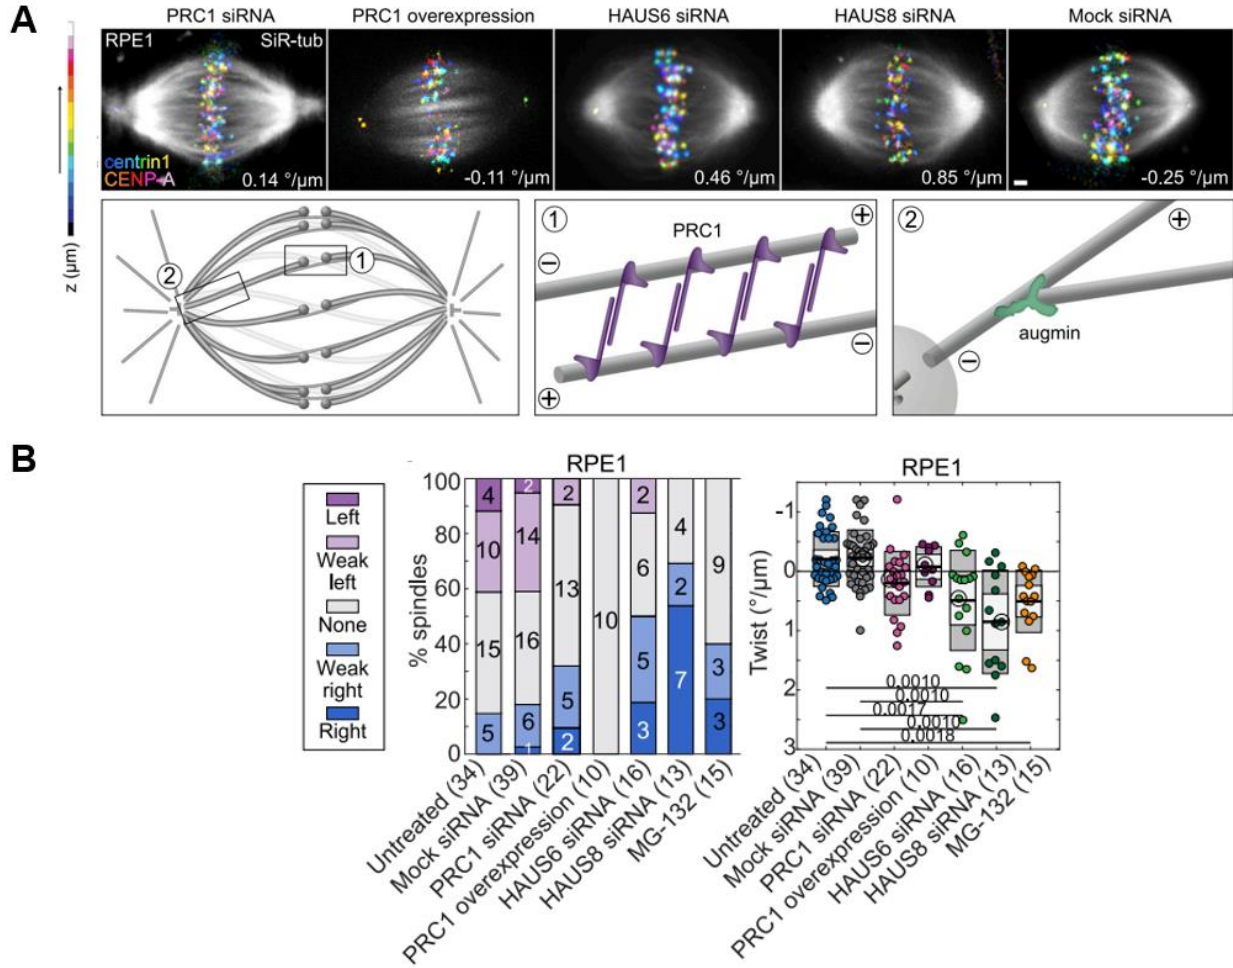 A
PRC1 siRNA
PRC1 overexpression
HAUS6 siRNA
HAUS8 siRNA
Mock siRNA
RPE1
SiR-tub
centrin1
CENP-A
0.14 °/µm
-0.11 °/µm
0.46 °/µm
0.85 °/µm
-0.25 °/µm
z (µm)
2
1
1
PRC1
+
−
−
+
2
+
augmin
−
B
Left
Weak
left
None
Weak
right
Right
RPE1
% spindles
100
80
60
40
20
0
4
10
15
5
2
14
16
6
1
2
13
5
2
10
2
6
5
3
4
2
7
9
3
3
Untreated (34)
Mock siRNA (39)
PRC1 siRNA (22)
PRC1 overexpression (10)
HAUS6 siRNA (16)
HAUS8 siRNA (13)
MG-132 (15)
RPE1
Twist (°/µm)
-1
0
1
2
3
0.0010
0.0010
0.0017
0.0010
0.0018
Untreated (34)
Mock siRNA (39)
PRC1 siRNA (22)
PRC1 overexpression (10)
HAUS6 siRNA (16)
HAUS8 siRNA (13)
MG-132 (15)